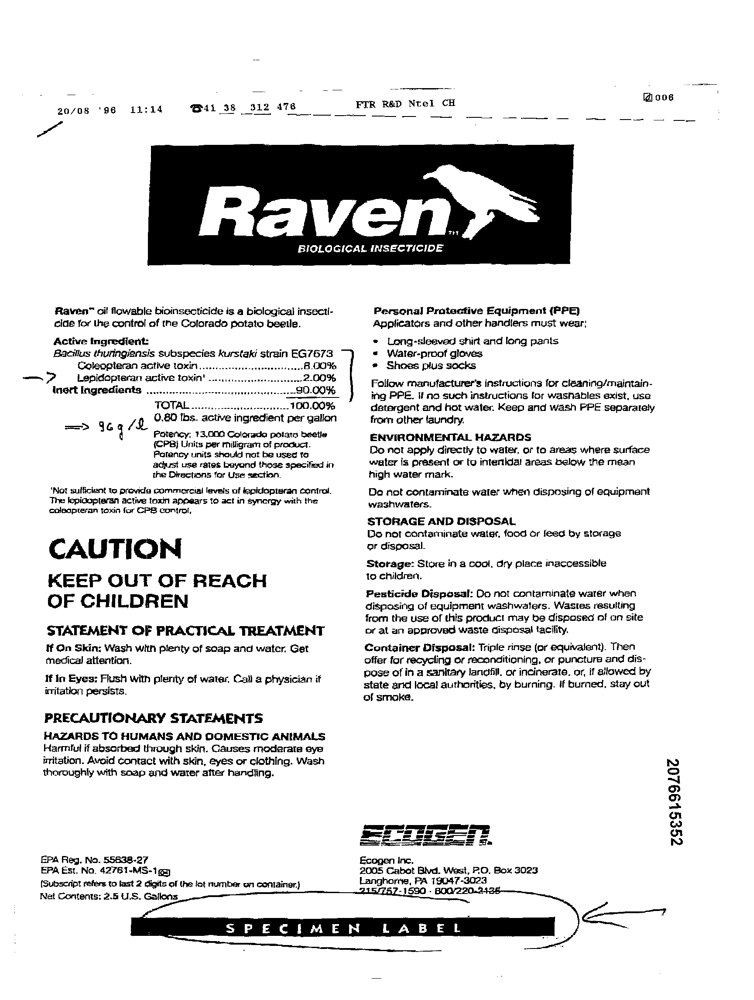 20/08 '96 11:14 ☎41 38 312 476 FTR R&D Ntel CH 006
Raven™
BIOLOGICAL INSECTICIDE
Raven™ oil flowable bioinsecticide is a biological insecti-
cide for the control of the Colorado potato beetle.
Active Ingredient:
Bacillus thuringiensis subspecies kurstaki strain EG7673
Coleopteran active toxin..............................8.00%
Lepidopteran active toxin¹ ...........................2.00%
Inert Ingredients ...........................................90.00%
TOTAL............................100.00%
0.80 lbs. active ingredient per gallon
=> 96 g/l
Potency: 13,000 Colorado potato beetle
(CPB) Units per milligram of product.
Potency units should not be used to
adjust use rates beyond those specified in
the Directions for Use section.
¹Not sufficient to provide commercial levels of lepidopteran control.
The lepidopteran active toxin appears to act in synergy with the
coleopteran toxin for CPB control.
CAUTION
KEEP OUT OF REACH
OF CHILDREN
STATEMENT OF PRACTICAL TREATMENT
If On Skin: Wash with plenty of soap and water. Get
medical attention.
If In Eyes: Flush with plenty of water. Call a physician if
irritation persists.
PRECAUTIONARY STATEMENTS
HAZARDS TO HUMANS AND DOMESTIC ANIMALS
Harmful if absorbed through skin. Causes moderate eye
irritation. Avoid contact with skin, eyes or clothing. Wash
thoroughly with soap and water after handling.
EPA Reg. No. 55638-27
EPA Est. No. 42761-MS-1
(Subscript refers to last 2 digits of the lot number on container.)
Net Contents: 2.5 U.S. Gallons
Personal Protective Equipment (PPE)
Applicators and other handlers must wear:
• Long-sleeved shirt and long pants
• Water-proof gloves
• Shoes plus socks
Follow manufacturer's instructions for cleaning/maintain-
ing PPE. If no such instructions for washables exist, use
detergent and hot water. Keep and wash PPE separately
from other laundry.
ENVIRONMENTAL HAZARDS
Do not apply directly to water, or to areas where surface
water is present or to intertidal areas below the mean
high water mark.
Do not contaminate water when disposing of equipment
washwaters.
STORAGE AND DISPOSAL
Do not contaminate water, food or feed by storage
or disposal.
Storage: Store in a cool, dry place inaccessible
to children.
Pesticide Disposal: Do not contaminate water when
disposing of equipment washwaters. Wastes resulting
from the use of this product may be disposed of on site
or at an approved waste disposal facility.
Container Disposal: Triple rinse (or equivalent). Then
offer for recycling or reconditioning, or puncture and dis-
pose of in a sanitary landfill, or incinerate, or, if allowed by
state and local authorities, by burning. If burned, stay out
of smoke.
ECOGEN
Ecogen Inc.
2005 Cabot Blvd. West, P.O. Box 3023
Langhorne, PA 19047-3023
215/757-1590 · 800/220-2135
2076615352
SPECIMEN LABEL